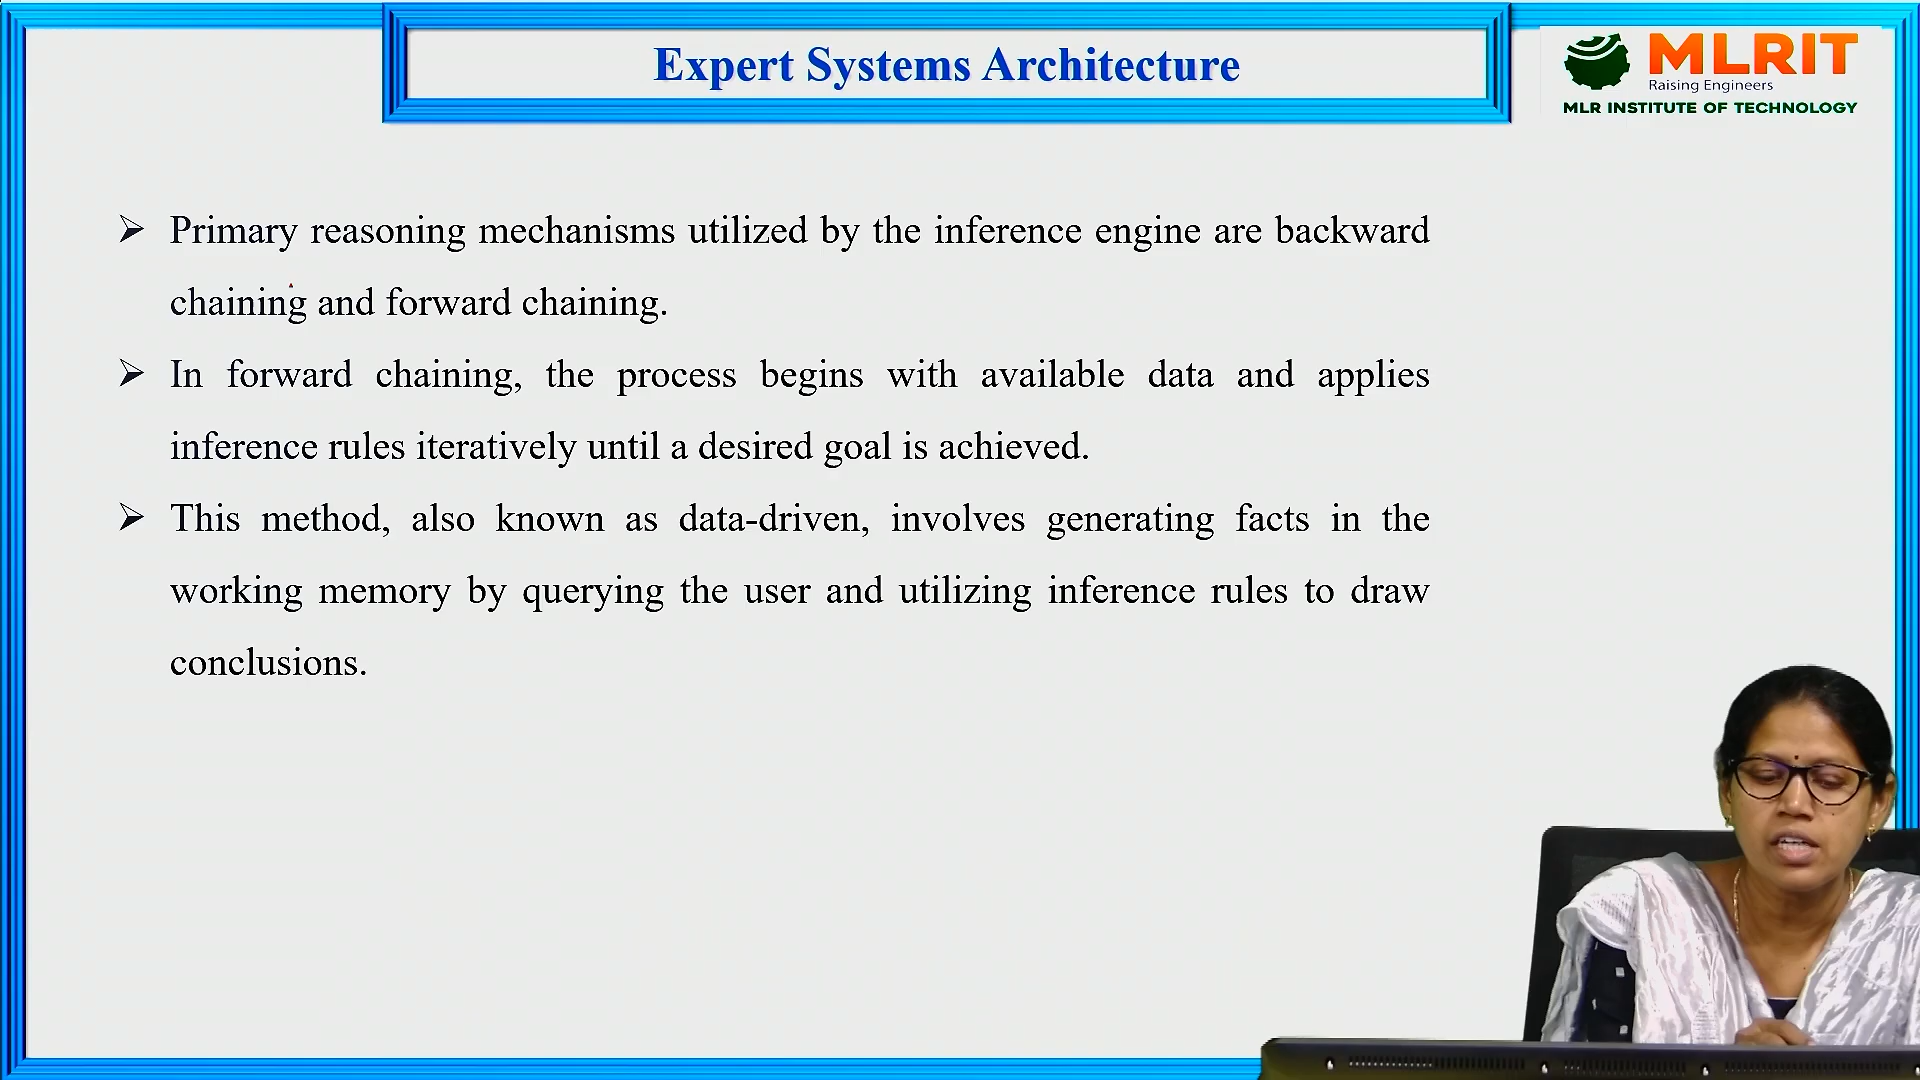 Expert Systems Architecture
MLRIT
Raising Engineers
MLR INSTITUTE OF TECHNOLOGY
➢ Primary reasoning mechanisms utilized by the inference engine are backward
chaining and forward chaining.
➢ In forward chaining, the process begins with available data and applies
inference rules iteratively until a desired goal is achieved.
➢ This method, also known as data-driven, involves generating facts in the
working memory by querying the user and utilizing inference rules to draw
conclusions.